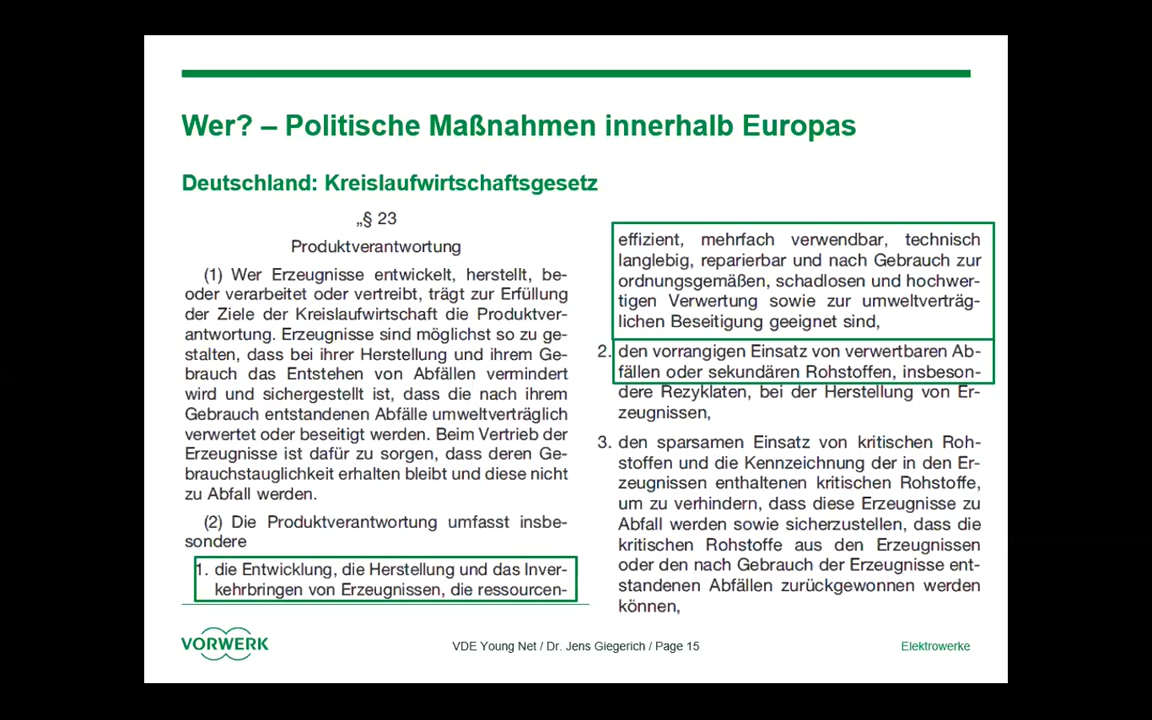 Wer? – Politische Maßnahmen innerhalb Europas
Deutschland: Kreislaufwirtschaftsgesetz
„§ 23
Produktverantwortung
(1) Wer Erzeugnisse entwickelt, herstellt, be-
oder verarbeitet oder vertreibt, trägt zur Erfüllung
der Ziele der Kreislaufwirtschaft die Produktver-
antwortung. Erzeugnisse sind möglichst so zu ge-
stalten, dass bei ihrer Herstellung und ihrem Ge-
brauch das Entstehen von Abfällen vermindert
wird und sichergestellt ist, dass die nach ihrem
Gebrauch entstandenen Abfälle umweltverträglich
verwertet oder beseitigt werden. Beim Vertrieb der
Erzeugnisse ist dafür zu sorgen, dass deren Ge-
brauchstauglichkeit erhalten bleibt und diese nicht
zu Abfall werden.
(2) Die Produktverantwortung umfasst insbe-
sondere
1. die Entwicklung, die Herstellung und das Inver-
kehrbringen von Erzeugnissen, die ressourcen-
effizient, mehrfach verwendbar, technisch
langlebig, reparierbar und nach Gebrauch zur
ordnungsgemäßen, schadlosen und hochwer-
tigen Verwertung sowie zur umweltverträg-
lichen Beseitigung geeignet sind,
2. den vorrangigen Einsatz von verwertbaren Ab-
fällen oder sekundären Rohstoffen, insbeson-
dere Rezyklaten, bei der Herstellung von Er-
zeugnissen,
3. den sparsamen Einsatz von kritischen Roh-
stoffen und die Kennzeichnung der in den Er-
zeugnissen enthaltenen kritischen Rohstoffe,
um zu verhindern, dass diese Erzeugnisse zu
Abfall werden sowie sicherzustellen, dass die
kritischen Rohstoffe aus den Erzeugnissen
oder den nach Gebrauch der Erzeugnisse ent-
standenen Abfällen zurückgewonnen werden
können,
VORWERK
VDE Young Net / Dr. Jens Giegerich / Page 15
Elektrowerke